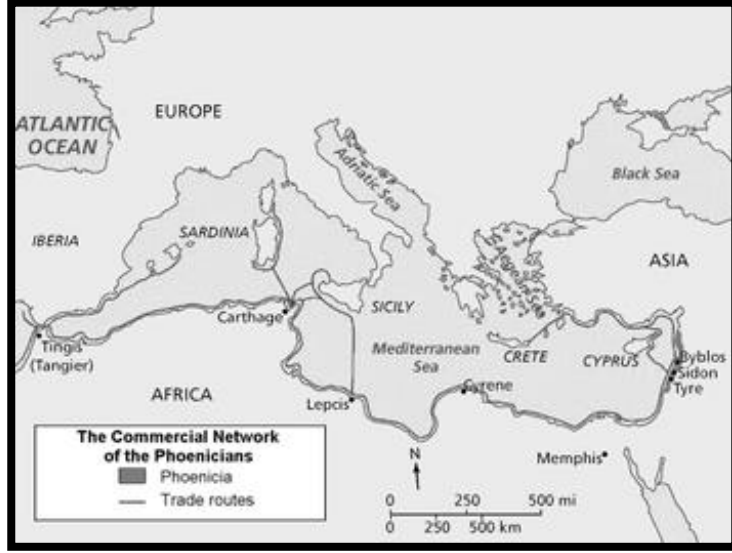 EUROPE
ATLANTIC
OCEAN
Adriatic Sea
Black Sea
IBERIA
SARDINIA
Aegean Sea
ASIA
Carthage
SICILY
Tingis
(Tangier)
Mediterranean
Sea
CRETE
CYPRUS
Byblos
Sidon
Tyre
AFRICA
Lepcis
Cyrene
Memphis
N
The Commercial Network
of the Phoenicians
Phoenicia
Trade routes
0 250 500 mi
0 250 500 km